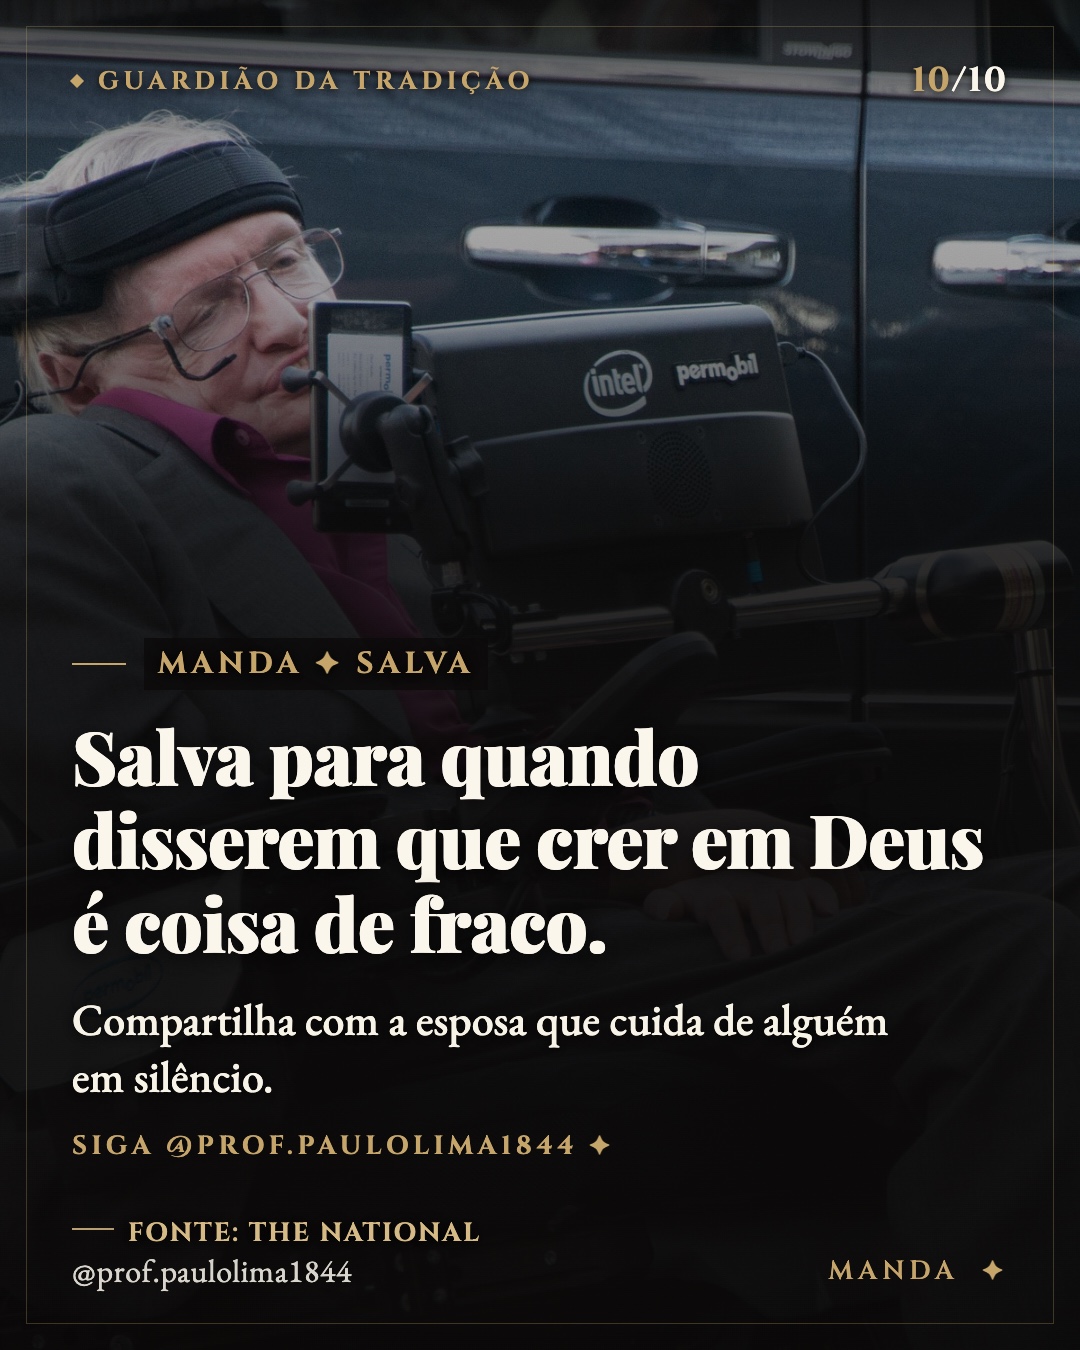 ◆ GUARDIÃO DA TRADIÇÃO
10/10
intel
permobil
MANDA ✦ SALVA
Salva para quando
disserem que crer em Deus
é coisa de fraco.
Compartilha com a esposa que cuida de alguém
em silêncio.
SIGA @PROF.PAULOLIMA1844 ✦
FONTE: THE NATIONAL
@prof.paulolima1844
MANDA ✦